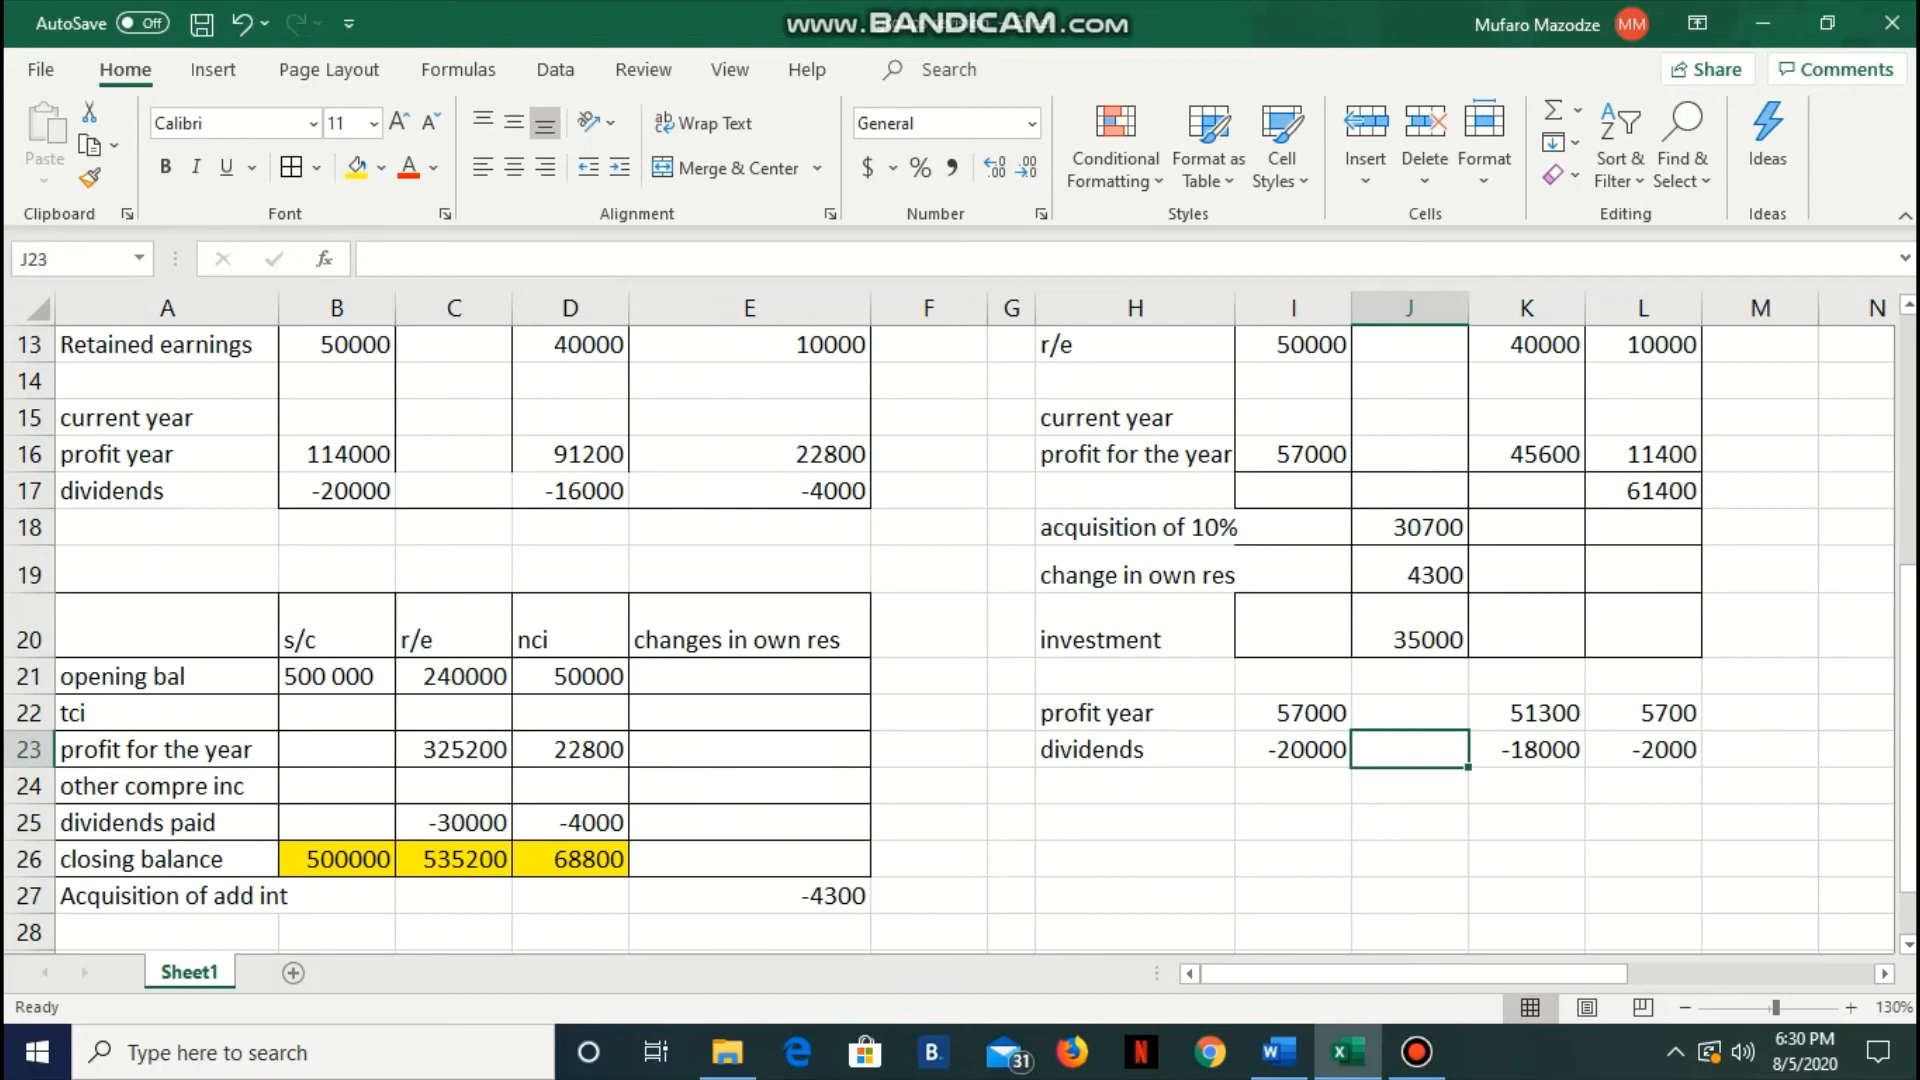 AutoSave Off www.BANDICAM.com Mufaro Mazodze MM
File Home Insert Page Layout Formulas Data Review View Help Search Share Comments
Calibri 11 A^ A˅ ab Wrap Text General
Paste B I U A Merge & Center $ % , .00 .00 Conditional Formatting Format as Table Cell Styles Insert Delete Format Sort & Filter Find & Select Ideas
Clipboard Font Alignment Number Styles Cells Editing Ideas
J23 fx
A B C D E F G H I J K L M N
13 Retained earnings 50000 40000 10000 r/e 50000 40000 10000
14
15 current year current year
16 profit year 114000 91200 22800 profit for the year 57000 45600 11400
17 dividends -20000 -16000 -4000 61400
18 acquisition of 10% 30700
19 change in own res 4300
20 s/c r/e nci changes in own res investment 35000
21 opening bal 500 000 240000 50000
22 tci profit year 57000 51300 5700
23 profit for the year 325200 22800 dividends -20000 -18000 -2000
24 other compre inc
25 dividends paid -30000 -4000
26 closing balance 500000 535200 68800
27 Acquisition of add int -4300
28
Sheet1
Ready 130%
Type here to search B. 31 N W X 6:30 PM
8/5/2020